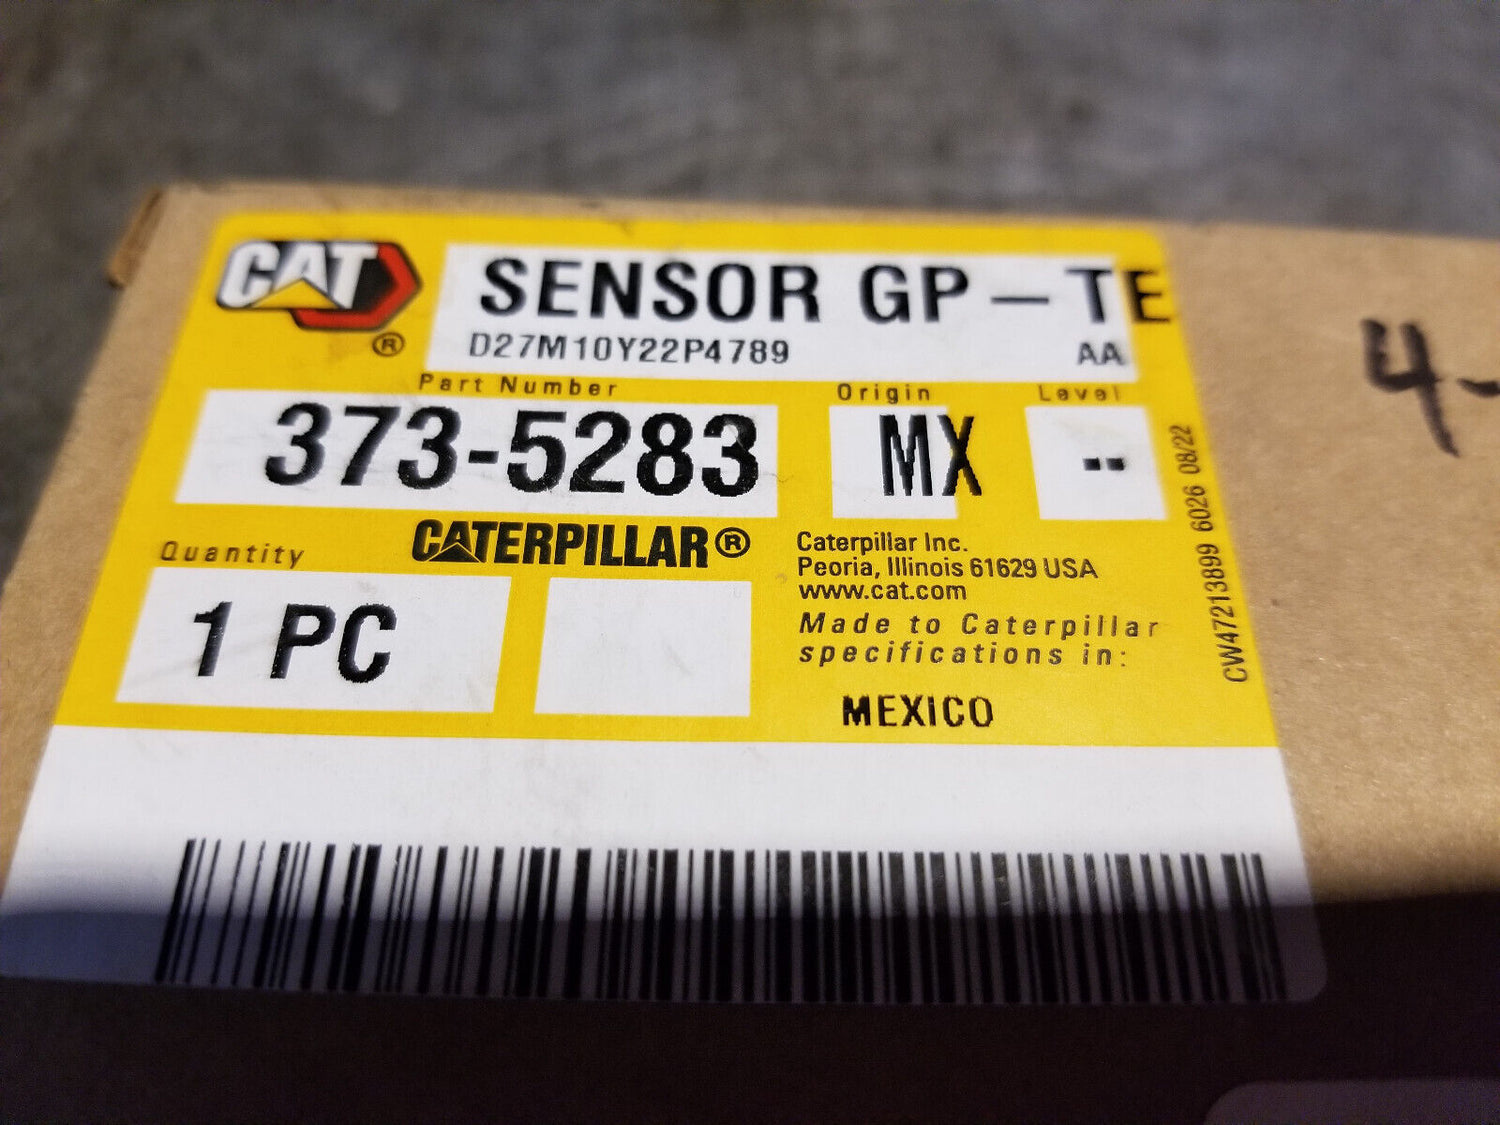 CAT
®
SENSOR GP – TE
D27M10Y22P4789 AA
Part Number Origin Level
373-5283 MX --
Quantity
CATERPILLAR®
1 PC
Caterpillar Inc.
Peoria, Illinois 61629 USA
www.cat.com
Made to Caterpillar
specifications in:
MEXICO
CW47213899 6026 08/22
4-